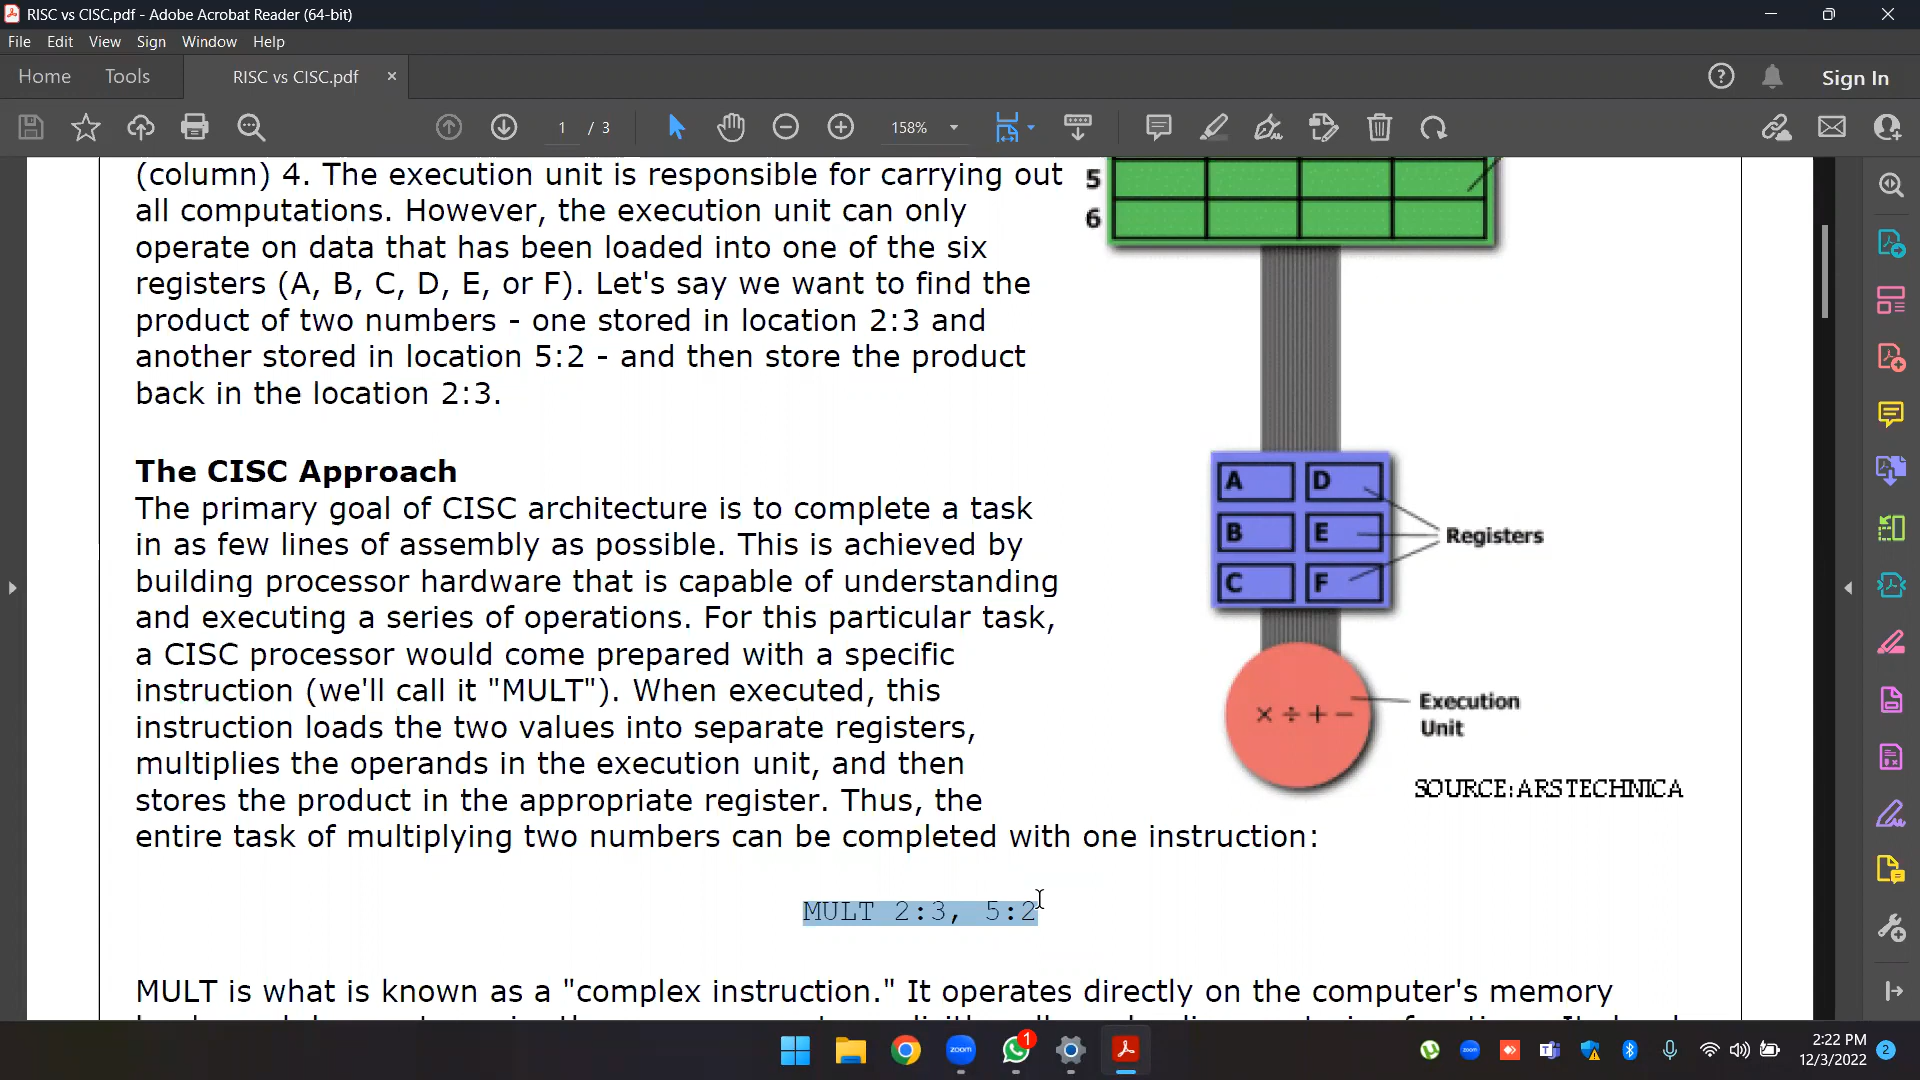 RISC vs CISC.pdf - Adobe Acrobat Reader (64-bit)
File Edit View Sign Window Help
Home Tools RISC vs CISC.pdf × Sign In
1 / 3 158%
(column) 4. The execution unit is responsible for carrying out
all computations. However, the execution unit can only
operate on data that has been loaded into one of the six
registers (A, B, C, D, E, or F). Let's say we want to find the
product of two numbers - one stored in location 2:3 and
another stored in location 5:2 - and then store the product
back in the location 2:3.
5
6
A D
B E
C F
Registers
× ÷ + −
Execution
Unit
SOURCE:ARSTECHNICA
The CISC Approach
The primary goal of CISC architecture is to complete a task
in as few lines of assembly as possible. This is achieved by
building processor hardware that is capable of understanding
and executing a series of operations. For this particular task,
a CISC processor would come prepared with a specific
instruction (we'll call it "MULT"). When executed, this
instruction loads the two values into separate registers,
multiplies the operands in the execution unit, and then
stores the product in the appropriate register. Thus, the
entire task of multiplying two numbers can be completed with one instruction:
MULT 2:3, 5:2
MULT is what is known as a "complex instruction." It operates directly on the computer's memory
zoom
1
2:22 PM
12/3/2022
2